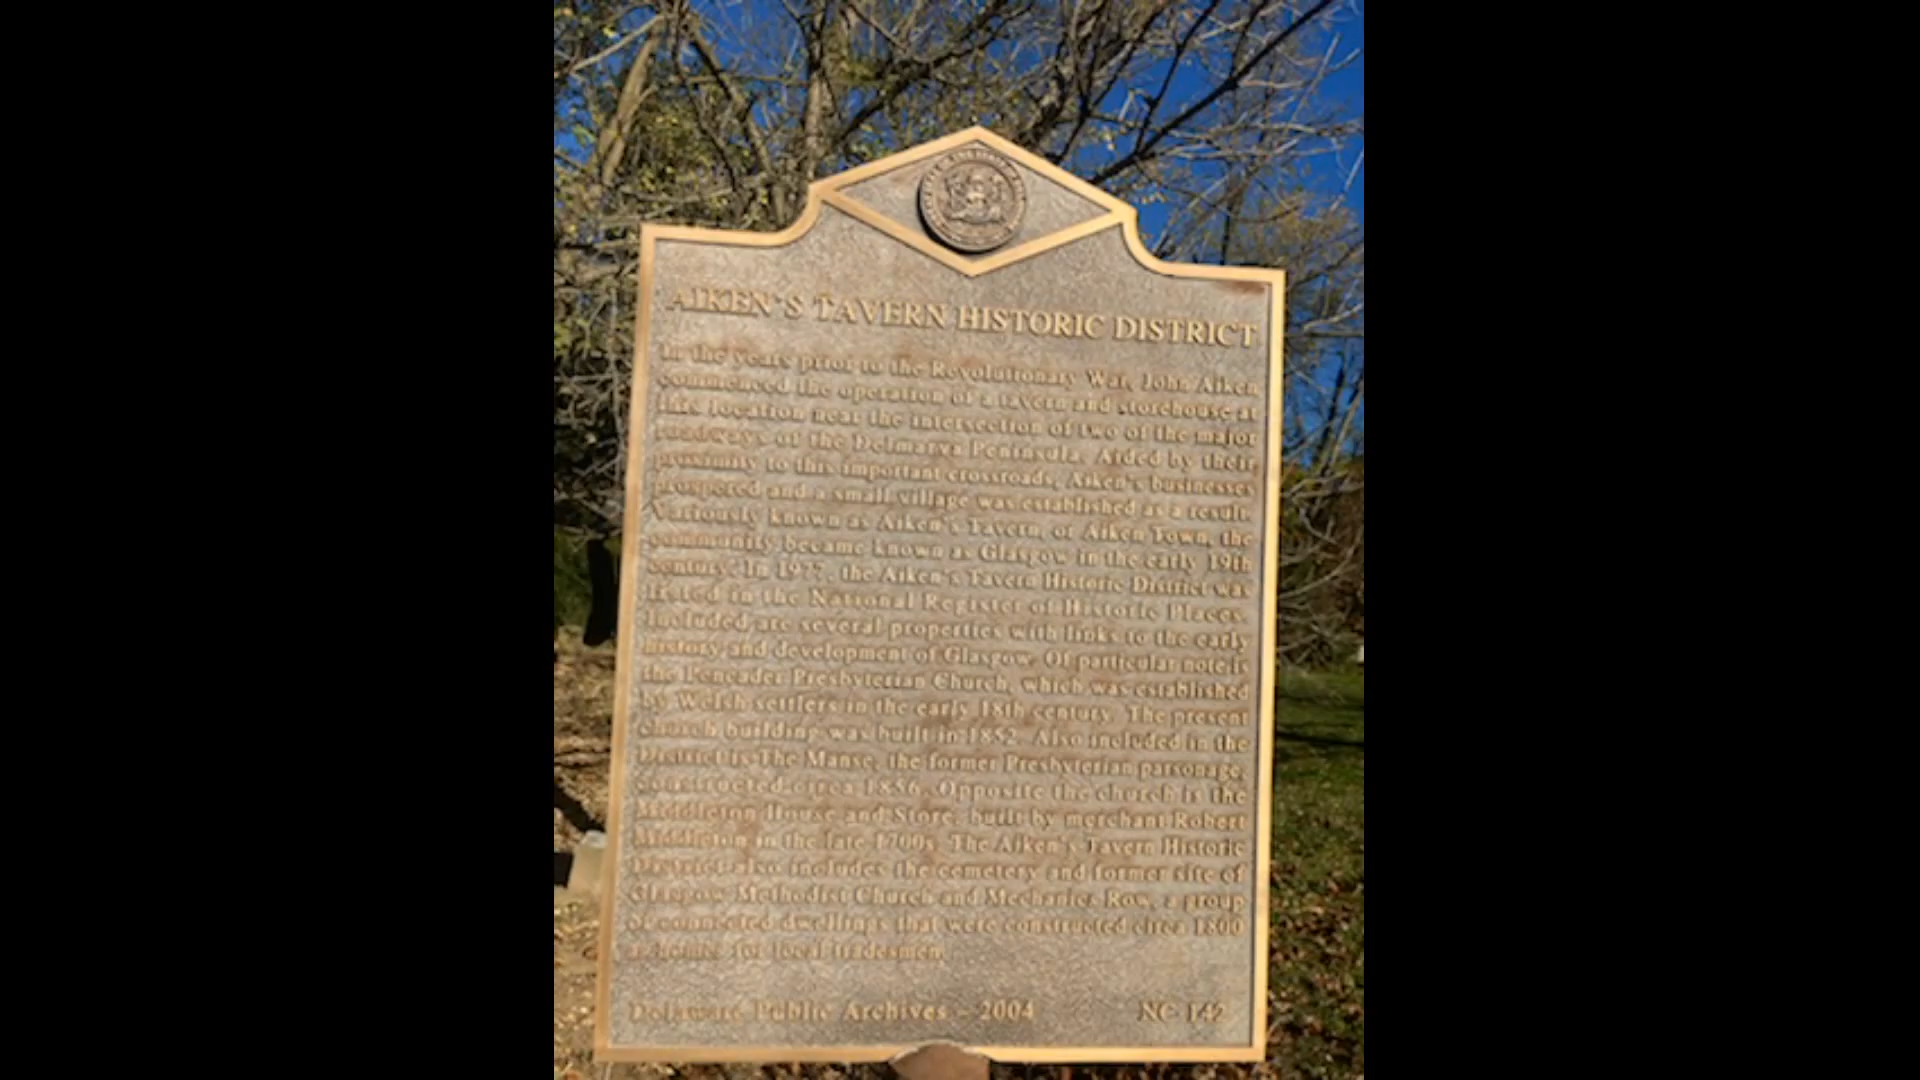 AIKEN'S TAVERN HISTORIC DISTRICT
In the years prior to the Revolutionary War, John Aiken
commenced the operation of a tavern and storehouse at
this location near the intersection of two of the major
roadways of the Delmarva Peninsula. Aided by their
proximity to this important crossroads, Aiken's businesses
prospered and a small village was established as a result.
Variously known as Aiken's Tavern, or Aiken Town, the
community became known as Glasgow in the early 19th
century. In 1977, the Aiken's Tavern Historic District was
listed in the National Register of Historic Places.
Included are several properties with links to the early
history and development of Glasgow. Of particular note is
the Pencader Presbyterian Church, which was established
by Welsh settlers in the early 18th century. The present
church building was built in 1852. Also included in the
District is The Manse, the former Presbyterian parsonage,
constructed circa 1856. Opposite the church is the
Middleton House and Store, built by merchant Robert
Middleton in the late 1700s. The Aiken's Tavern Historic
District also includes the cemetery and former site of
Glasgow Methodist Church and Mechanics Row, a group
of connected dwellings that were constructed circa 1800
as homes for local tradesmen.
Delaware Public Archives - 2004 NC-142